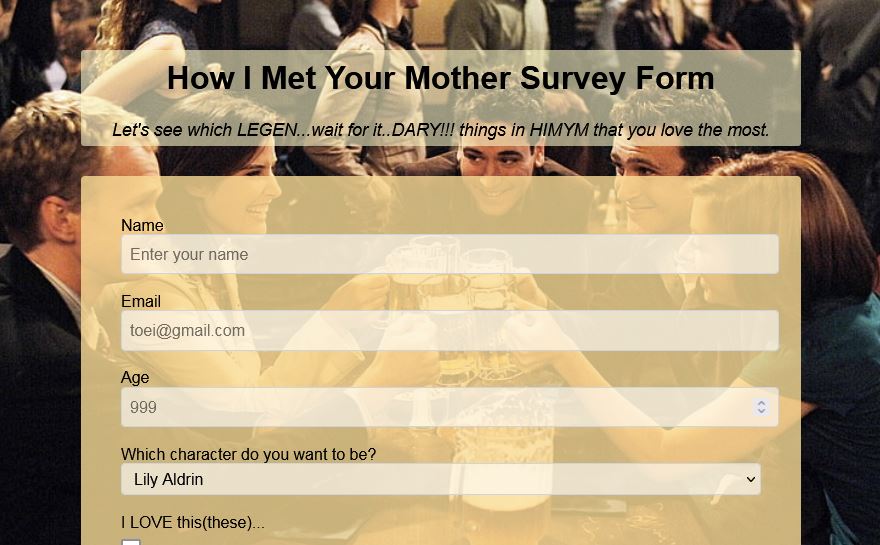 How I Met Your Mother Survey Form
Let's see which LEGEN...wait for it..DARY!!! things in HIMYM that you love the most.
Name
Enter your name
Email
toei@gmail.com
Age
999
Which character do you want to be?
Lily Aldrin
I LOVE this(these)...